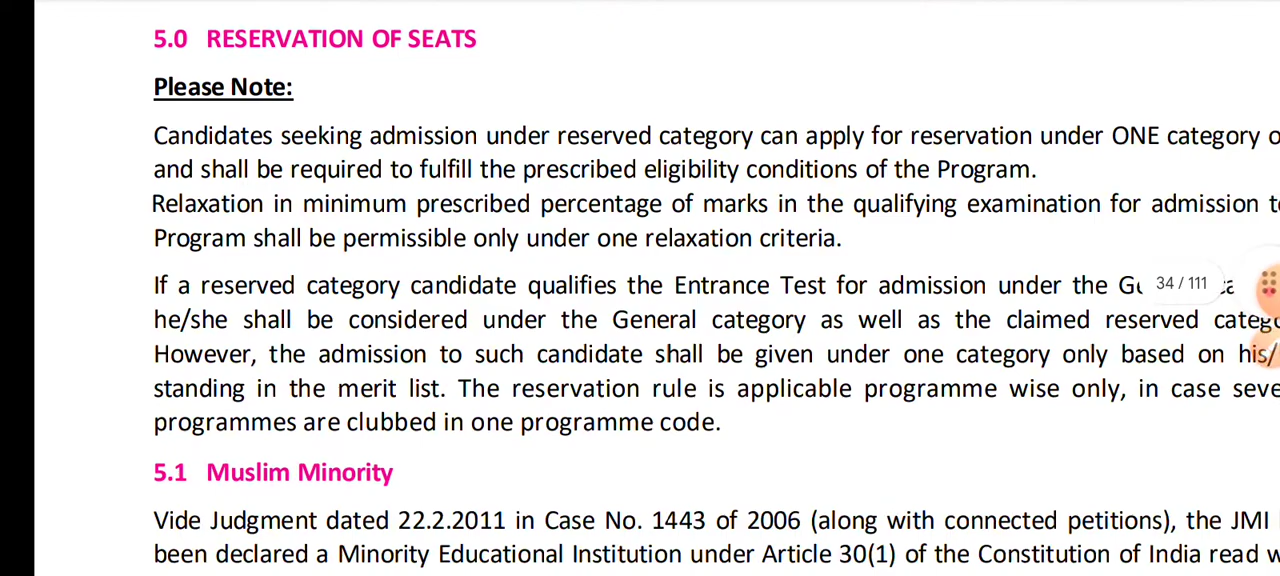 5.0 RESERVATION OF SEATS
Please Note:
Candidates seeking admission under reserved category can apply for reservation under ONE category
and shall be required to fulfill the prescribed eligibility conditions of the Program.
Relaxation in minimum prescribed percentage of marks in the qualifying examination for admission
Program shall be permissible only under one relaxation criteria.
If a reserved category candidate qualifies the Entrance Test for admission under the
34 / 111
he/she shall be considered under the General category as well as the claimed reserved
However, the admission to such candidate shall be given under one category only based on his/
standing in the merit list. The reservation rule is applicable programme wise only, in case
programmes are clubbed in one programme code.
5.1 Muslim Minority
Vide Judgment dated 22.2.2011 in Case No. 1443 of 2006 (along with connected petitions), the JMI
been declared a Minority Educational Institution under Article 30(1) of the Constitution of India read